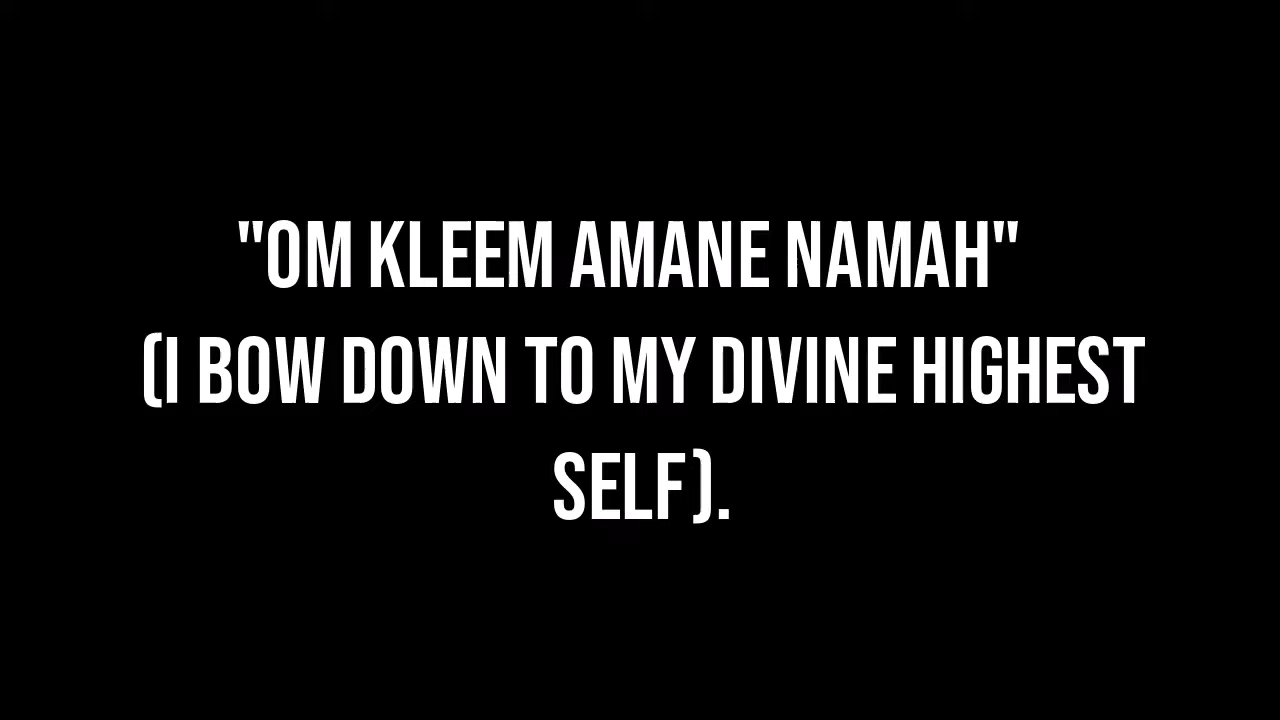 "OM KLEEM AMANE NAMAH"
(I BOW DOWN TO MY DIVINE HIGHEST
SELF).